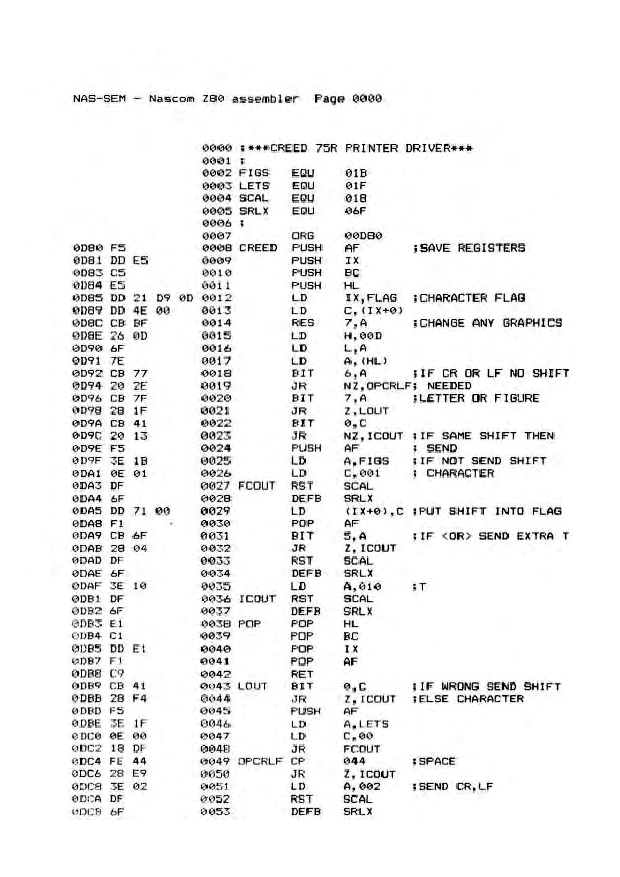 NAS-SEM - Nascom Z80 assembler Page 0000
0000 ;***CREED 75R PRINTER DRIVER***
0001 ;
0002 FIGS EQU 01B
0003 LETS EQU 01F
0004 SCAL EQU 018
0005 SRLX EQU 06F
0006 ;
0007 ORG 00D80
0D80 F5 0008 CREED PUSH AF ;SAVE REGISTERS
0D81 DD E5 0009 PUSH IX
0D83 C5 0010 PUSH BC
0D84 E5 0011 PUSH HL
0D85 DD 21 D9 0D 0012 LD IX,FLAG ;CHARACTER FLAG
0D89 DD 4E 00 0013 LD C,(IX+0)
0D8C CB BF 0014 RES 7,A ;CHANGE ANY GRAPHICS
0D8E 26 0D 0015 LD H,00D
0D90 6F 0016 LD L,A
0D91 7E 0017 LD A,(HL)
0D92 CB 77 0018 BIT 6,A ;IF CR OR LF NO SHIFT
0D94 20 2E 0019 JR NZ,OPCRLF; NEEDED
0D96 CB 7F 0020 BIT 7,A ;LETTER OR FIGURE
0D98 28 1F 0021 JR Z,LOUT
0D9A CB 41 0022 BIT 0,C
0D9C 20 13 0023 JR NZ,ICOUT ;IF SAME SHIFT THEN
0D9E F5 0024 PUSH AF ; SEND
0D9F 3E 1B 0025 LD A,FIGS ;IF NOT SEND SHIFT
0DA1 0E 01 0026 LD C,001 ; CHARACTER
0DA3 DF 0027 FCOUT RST SCAL
0DA4 6F 0028 DEFB SRLX
0DA5 DD 71 00 0029 LD (IX+0),C ;PUT SHIFT INTO FLAG
0DA8 F1 0030 POP AF
0DA9 CB 6F 0031 BIT 5,A ;IF <OR> SEND EXTRA T
0DAB 28 04 0032 JR Z,ICOUT
0DAD DF 0033 RST SCAL
0DAE 6F 0034 DEFB SRLX
0DAF 3E 10 0035 LD A,010 ;T
0DB1 DF 0036 ICOUT RST SCAL
0DB2 6F 0037 DEFB SRLX
0DB3 E1 0038 POP POP HL
0DB4 C1 0039 POP BC
0DB5 DD E1 0040 POP IX
0DB7 F1 0041 POP AF
0DB8 C9 0042 RET
0DB9 CB 41 0043 LOUT BIT 0,C ;IF WRONG SEND SHIFT
0DBB 28 F4 0044 JR Z,ICOUT ;ELSE CHARACTER
0DBD F5 0045 PUSH AF
0DBE 3E 1F 0046 LD A,LETS
0DC0 0E 00 0047 LD C,00
0DC2 18 DF 0048 JR FCOUT
0DC4 FE 44 0049 OPCRLF CP 044 ;SPACE
0DC6 28 E9 0050 JR Z,ICOUT
0DC8 3E 02 0051 LD A,002 ;SEND CR,LF
0DCA DF 0052 RST SCAL
0DCB 6F 0053 DEFB SRLX